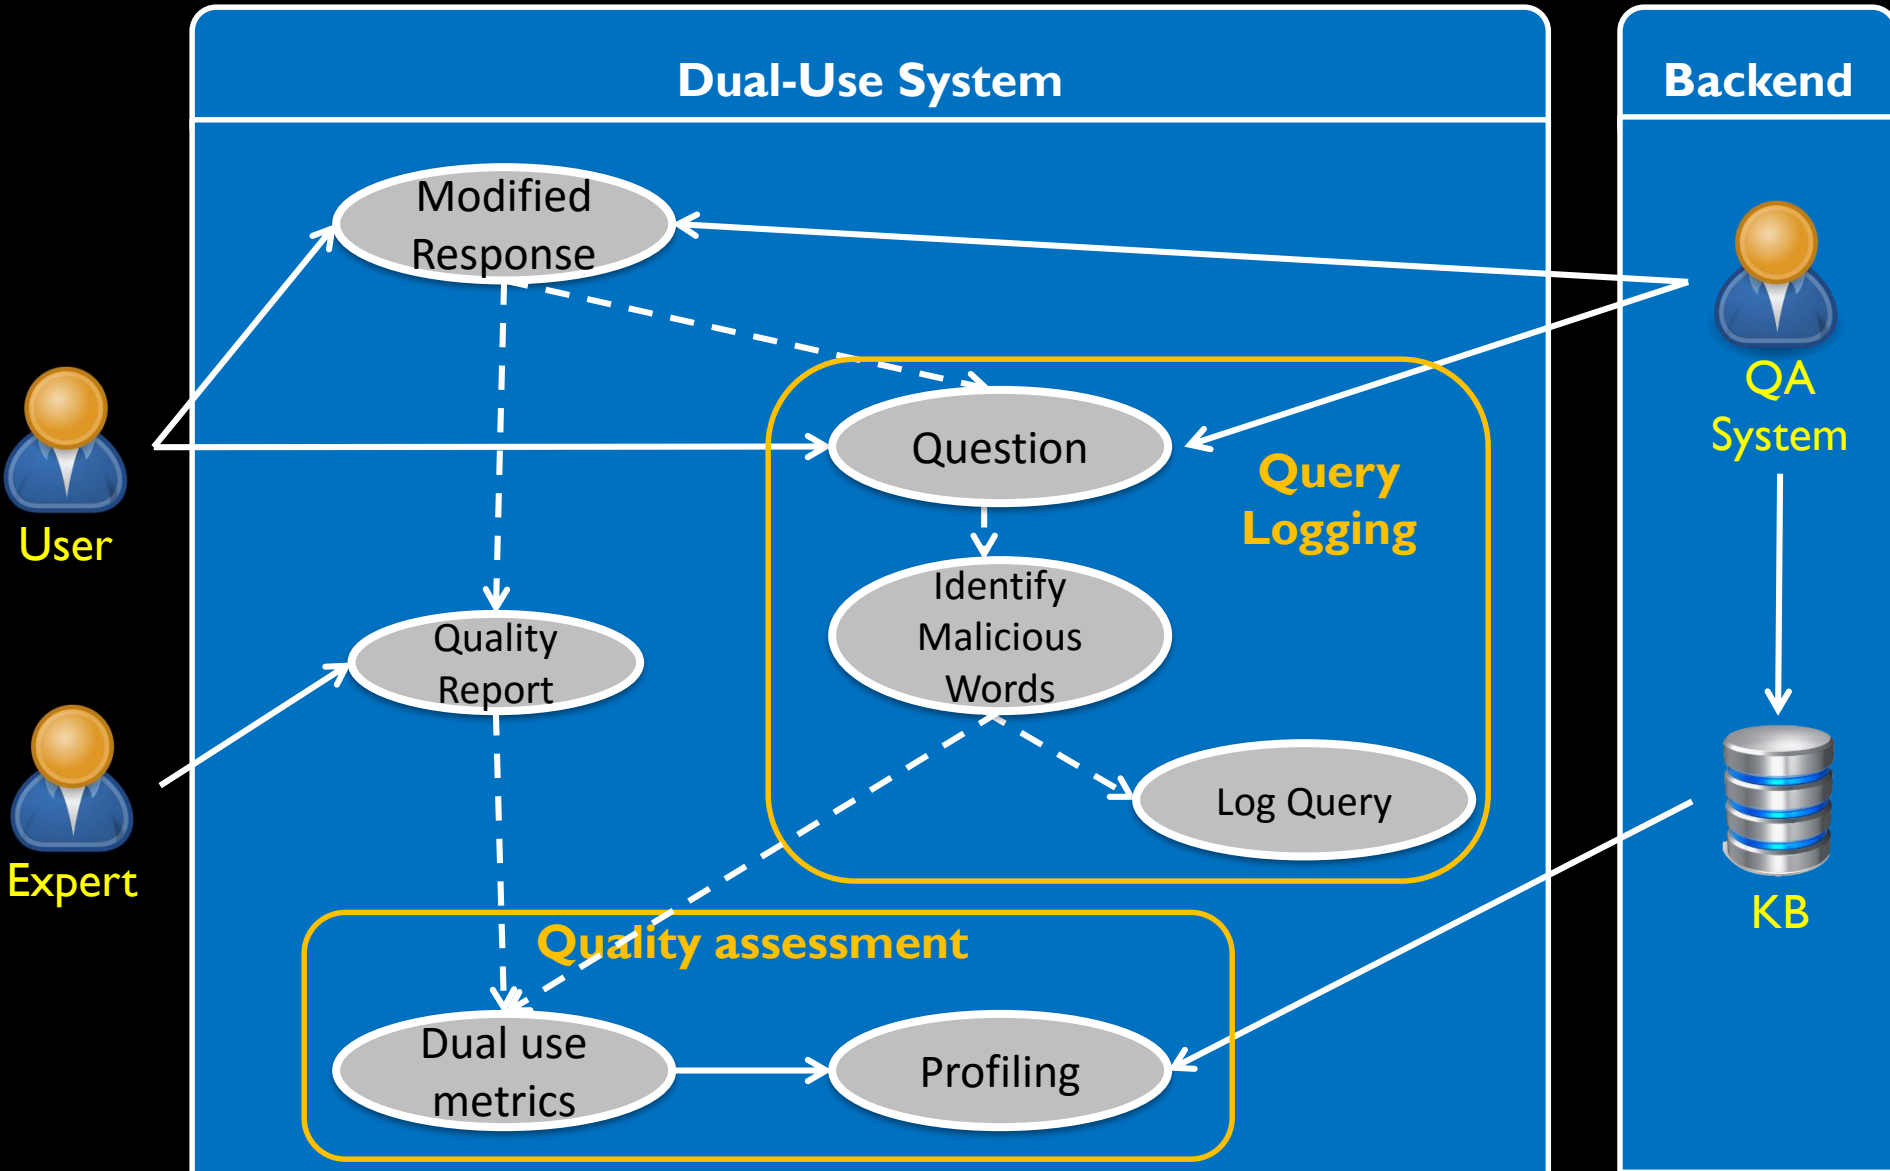 Dual-Use System
Backend
Modified
Response
QA
System
Question
Query
Logging
User
Identify
Malicious
Words
Quality
Report
Log Query
Expert
KB
Quality assessment
Dual use
metrics
Profiling